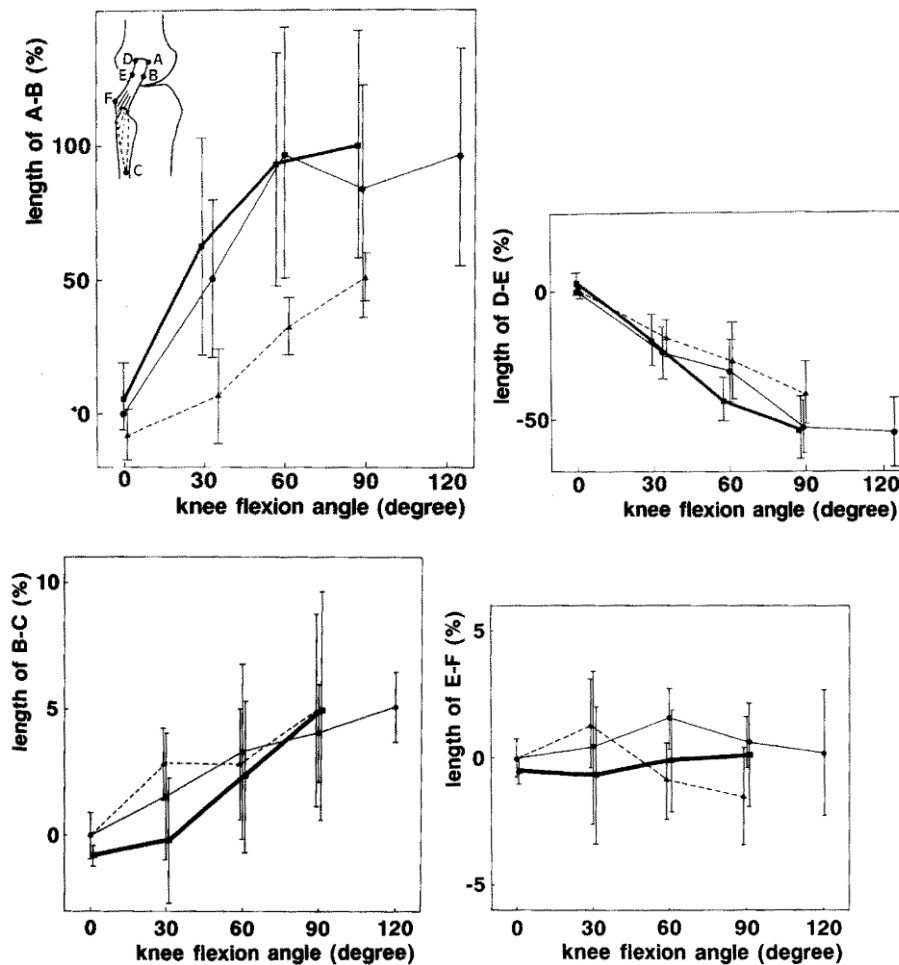 length of A-B (%)
100
50
0
D A
E B
F
C
0 30 60 90 120
knee flexion angle (degree)
length of D-E (%)
0
-50
0 30 60 90 120
knee flexion angle (degree)
length of B-C (%)
10
5
0
0 30 60 90 120
knee flexion angle (degree)
length of E-F (%)
5
0
-5
0 30 60 90 120
knee flexion angle (degree)